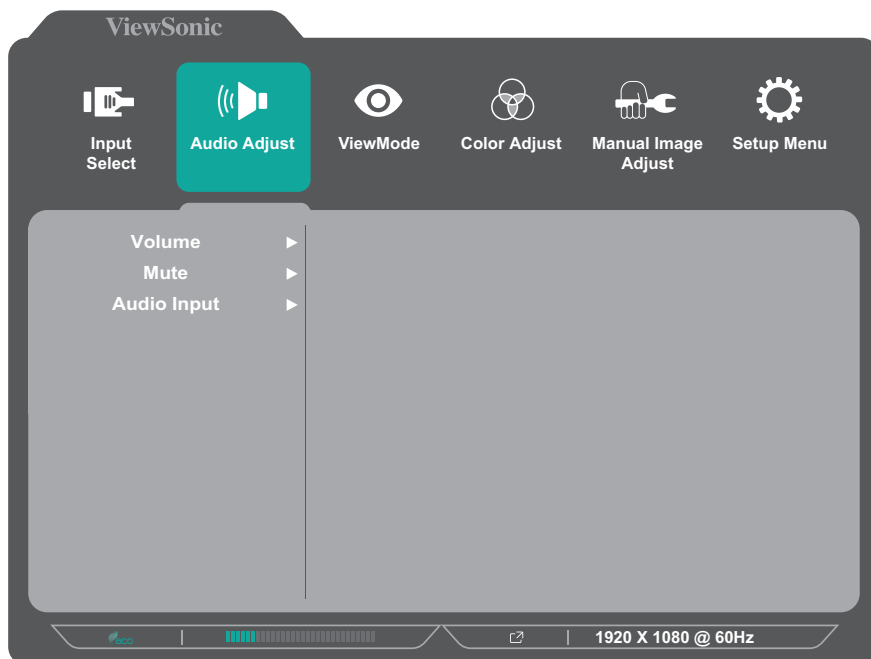 ViewSonic
Input
Select
Audio Adjust
ViewMode
Color Adjust
Manual Image
Adjust
Setup Menu
Volume
Mute
Audio Input
eco
1920 X 1080 @ 60Hz